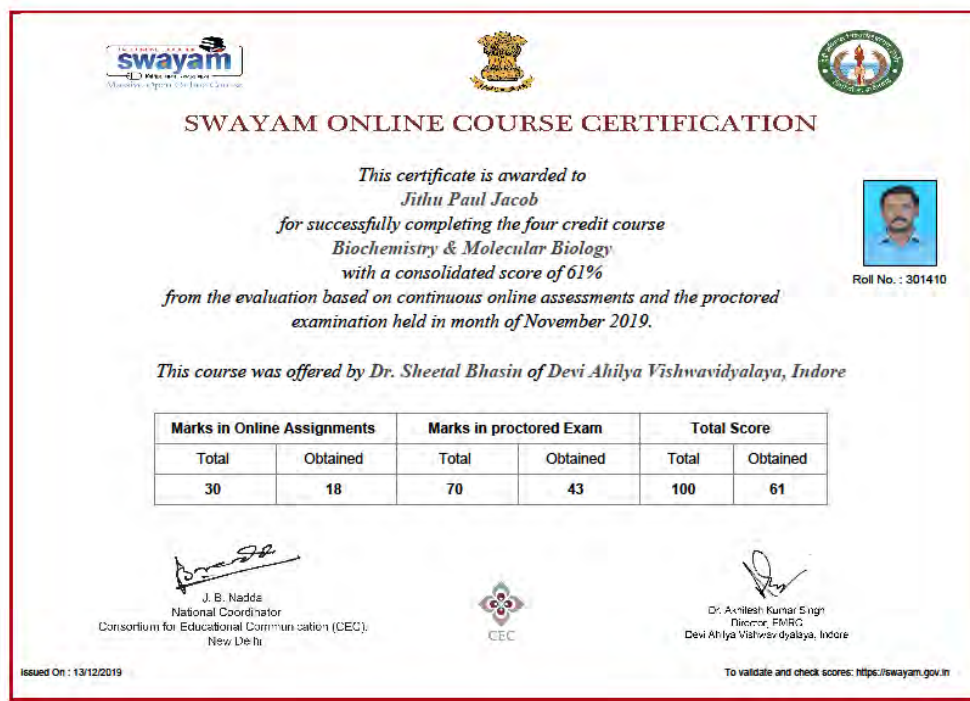 swayam
SWAYAM ONLINE COURSE CERTIFICATION
This certificate is awarded to
Jithu Paul Jacob
for successfully completing the four credit course
Biochemistry & Molecular Biology
with a consolidated score of 61%
Roll No. : 301410
from the evaluation based on continuous online assessments and the proctored
examination held in month of November 2019.
This course was offered by Dr. Sheetal Bhasin of Devi Ahilya Vishwavidyalaya, Indore
Marks in Online Assignments Marks in proctored Exam Total Score
Total Obtained Total Obtained Total Obtained
30 18 70 43 100 61
J. B. Nadda
National Coordinator
Consortium for Educational Communication (CEC),
New Delhi
CEC
Dr. Akhilesh Kumar Singh
Director, EMRC
Devi Ahilya Vishwavidyalaya, Indore
Issued On : 13/12/2019
To validate and check scores: https://swayam.gov.in